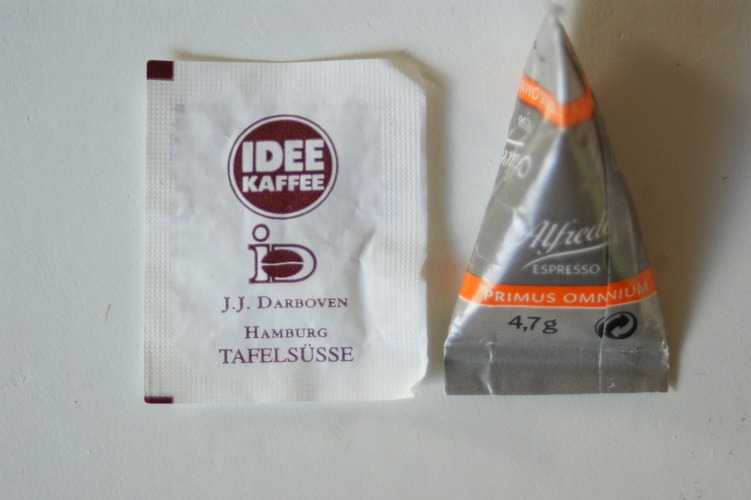 IDEE
KAFFEE
J.J. DARBOVEN
HAMBURG
TAFELSÜSSE
Alfredo
ESPRESSO
PRIMUS OMNIUM
4,7g